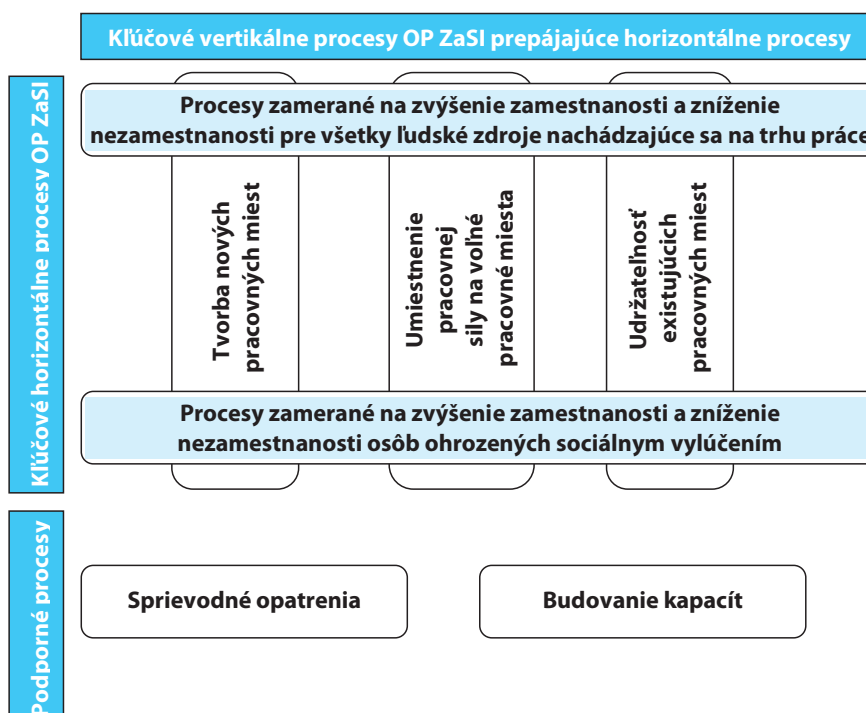 Kľúčové vertikálne procesy OP ZaSI prepájajúce horizontálne procesy
Kľúčové horizontálne procesy OP ZaSI
Procesy zamerané na zvýšenie zamestnanosti a zníženie
nezamestnanosti pre všetky ľudské zdroje nachádzajúce sa na trhu práce
Tvorba nových
pracovných miest
Umiestnenie
pracovnej
sily na voľné
pracovné miesta
Udržateľnosť
existujúcich
pracovných miest
Procesy zamerané na zvýšenie zamestnanosti a zníženie
nezamestnanosti osôb ohrozených sociálnym vylúčením
Podporné procesy
Sprievodné opatrenia
Budovanie kapacít